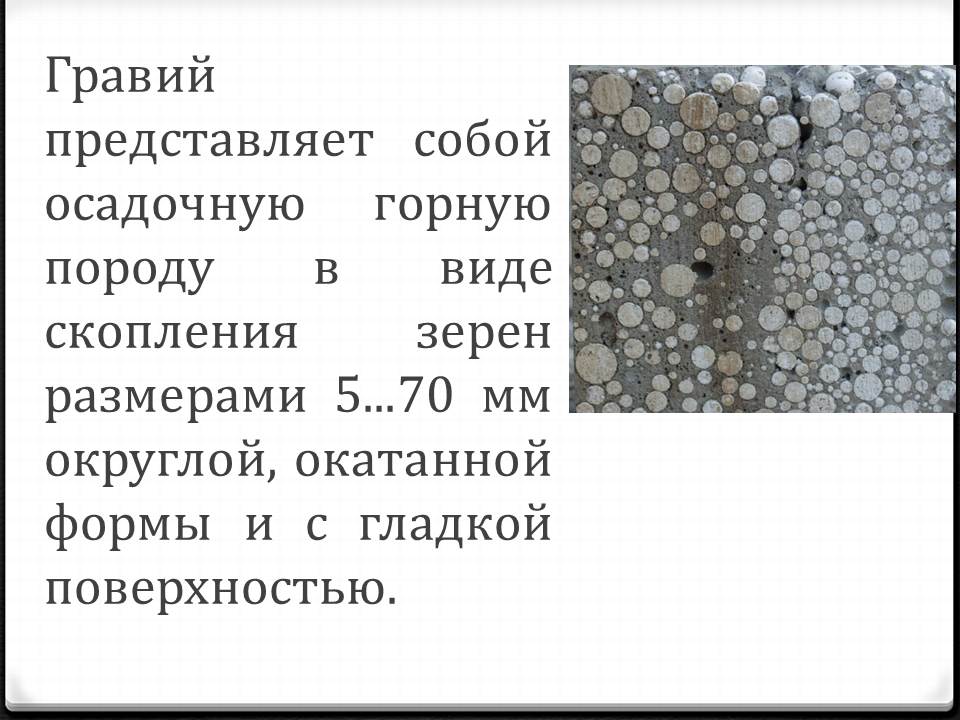 Гравий
представляет собой
осадочную горную
породу в виде
скопления зерен
размерами 5...70 мм
округлой, окатанной
формы и с гладкой
поверхностью.